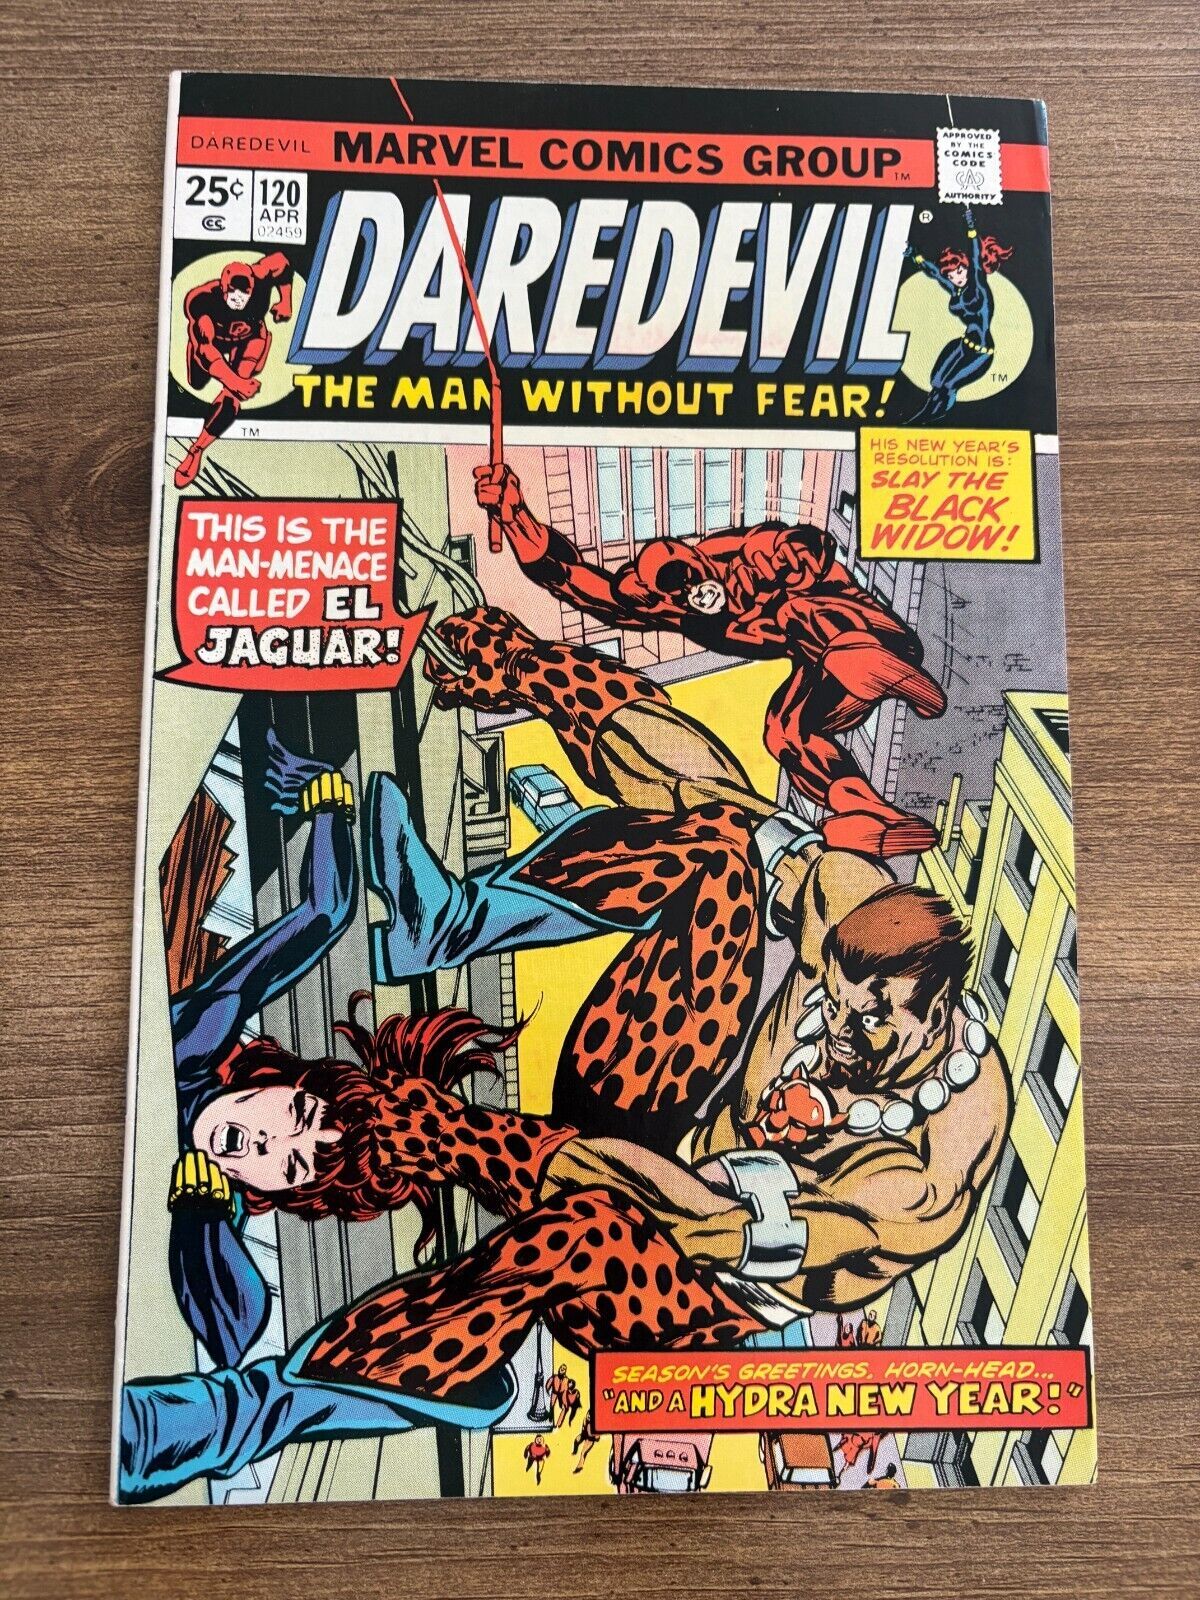 DAREDEVIL
MARVEL COMICS GROUP
TM
APPROVED
BY THE
COMICS
CODE
CA
AUTHORITY
25¢
CC
120
APR
02459
DAREDEVIL
®
THE MAN WITHOUT FEAR!
TM
TM
HIS NEW YEAR'S
RESOLUTION IS:
SLAY THE
BLACK
WIDOW!
THIS IS THE
MAN-MENACE
CALLED EL
JAGUAR!
SEASON'S GREETINGS, HORN-HEAD...
"AND A HYDRA NEW YEAR!"